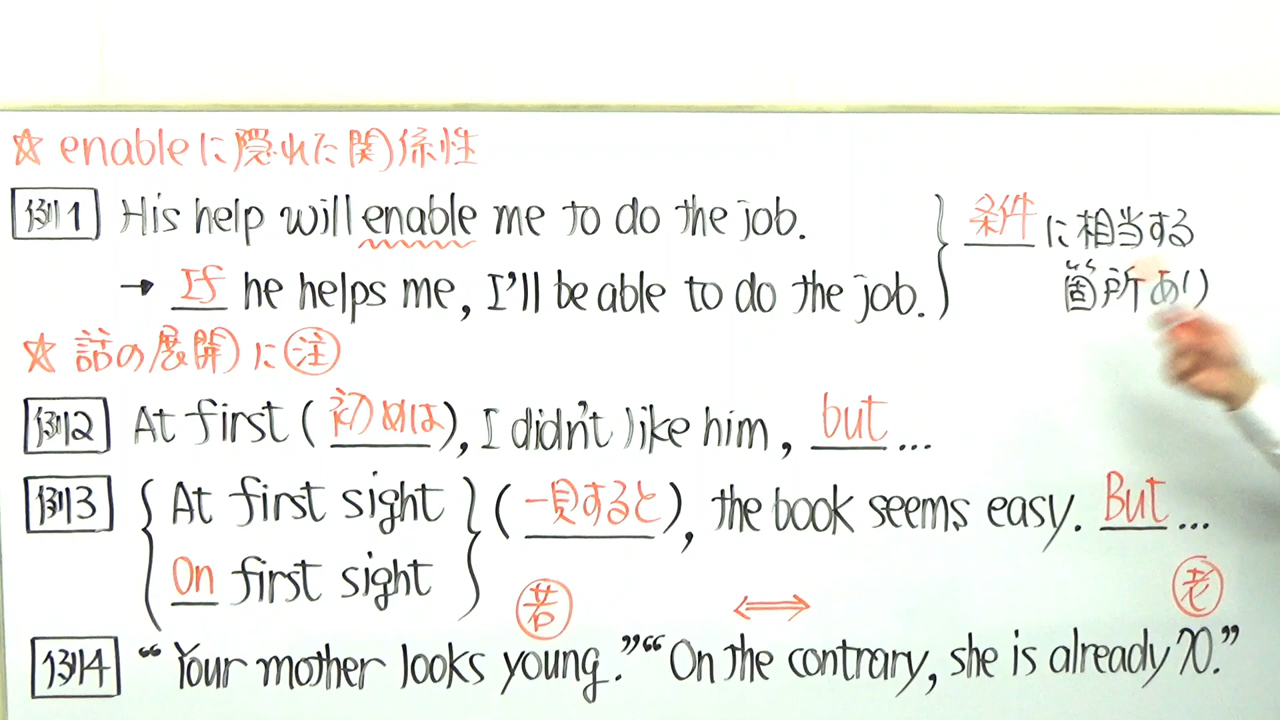 ☆ enableに隠れた関係性
例1 His help will enable me to do the job.
→ If he helps me, I'll be able to do the job.
条件に相当する
箇所あり
☆ 話の展開に注
例2 At first (初めは), I didn't like him, but...
例3 At first sight (一見すると), the book seems easy. But...
On first sight
若 ⟺ 老
例4 “Your mother looks young.” “On the contrary, she is already 70.”